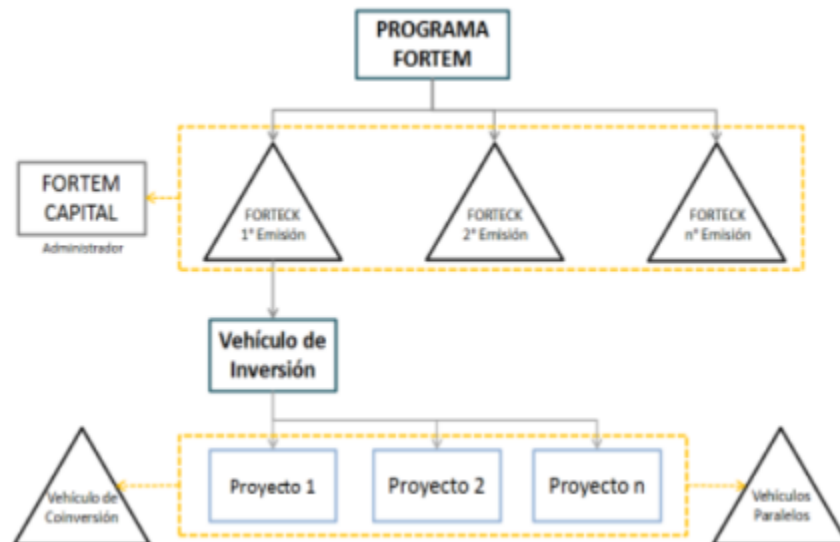 PROGRAMA
FORTEM
FORTEM
CAPITAL
Administrador
FORTECK
1° Emisión
FORTECK
2° Emisión
FORTECK
n° Emisión
Vehículo de
Inversión
Vehículo de
Coinversión
Proyecto 1
Proyecto 2
Proyecto n
Vehículos
Paralelos